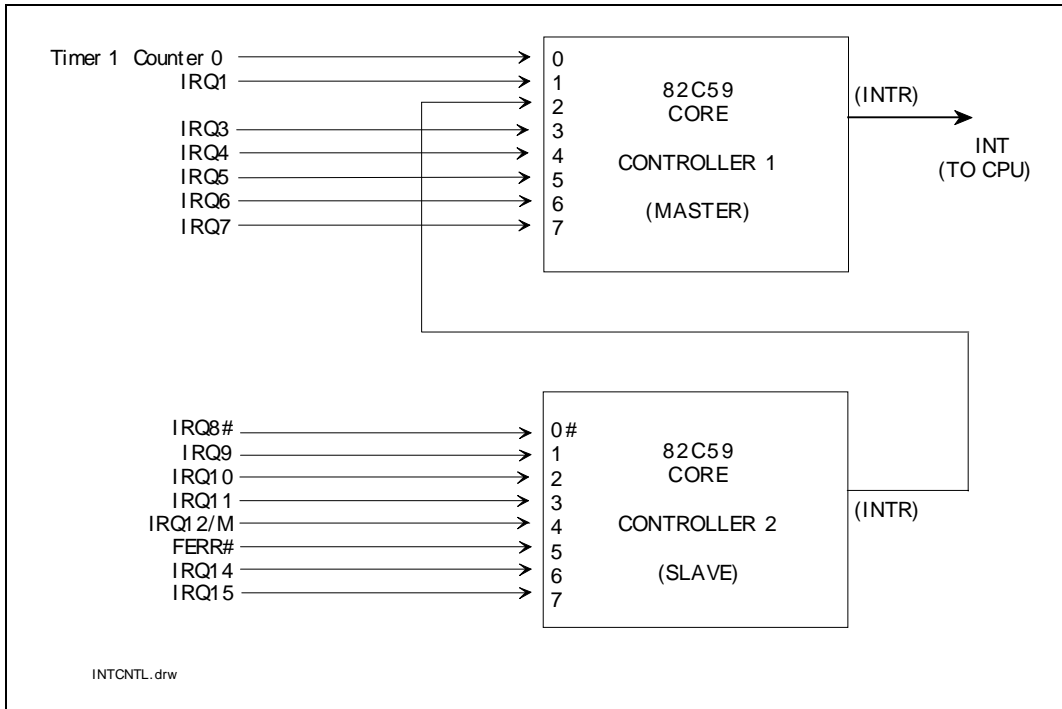 Timer 1 Counter 0
IRQ1
IRQ3
IRQ4
IRQ5
IRQ6
IRQ7
0
1
2
3
4
5
6
7
82C59
CORE
CONTROLLER 1
(MASTER)
(INTR)
INT
(TO CPU)
IRQ8#
IRQ9
IRQ10
IRQ11
IRQ12/M
FERR#
IRQ14
IRQ15
0#
1
2
3
4
5
6
7
82C59
CORE
CONTROLLER 2
(SLAVE)
(INTR)
INTCNTL.drw